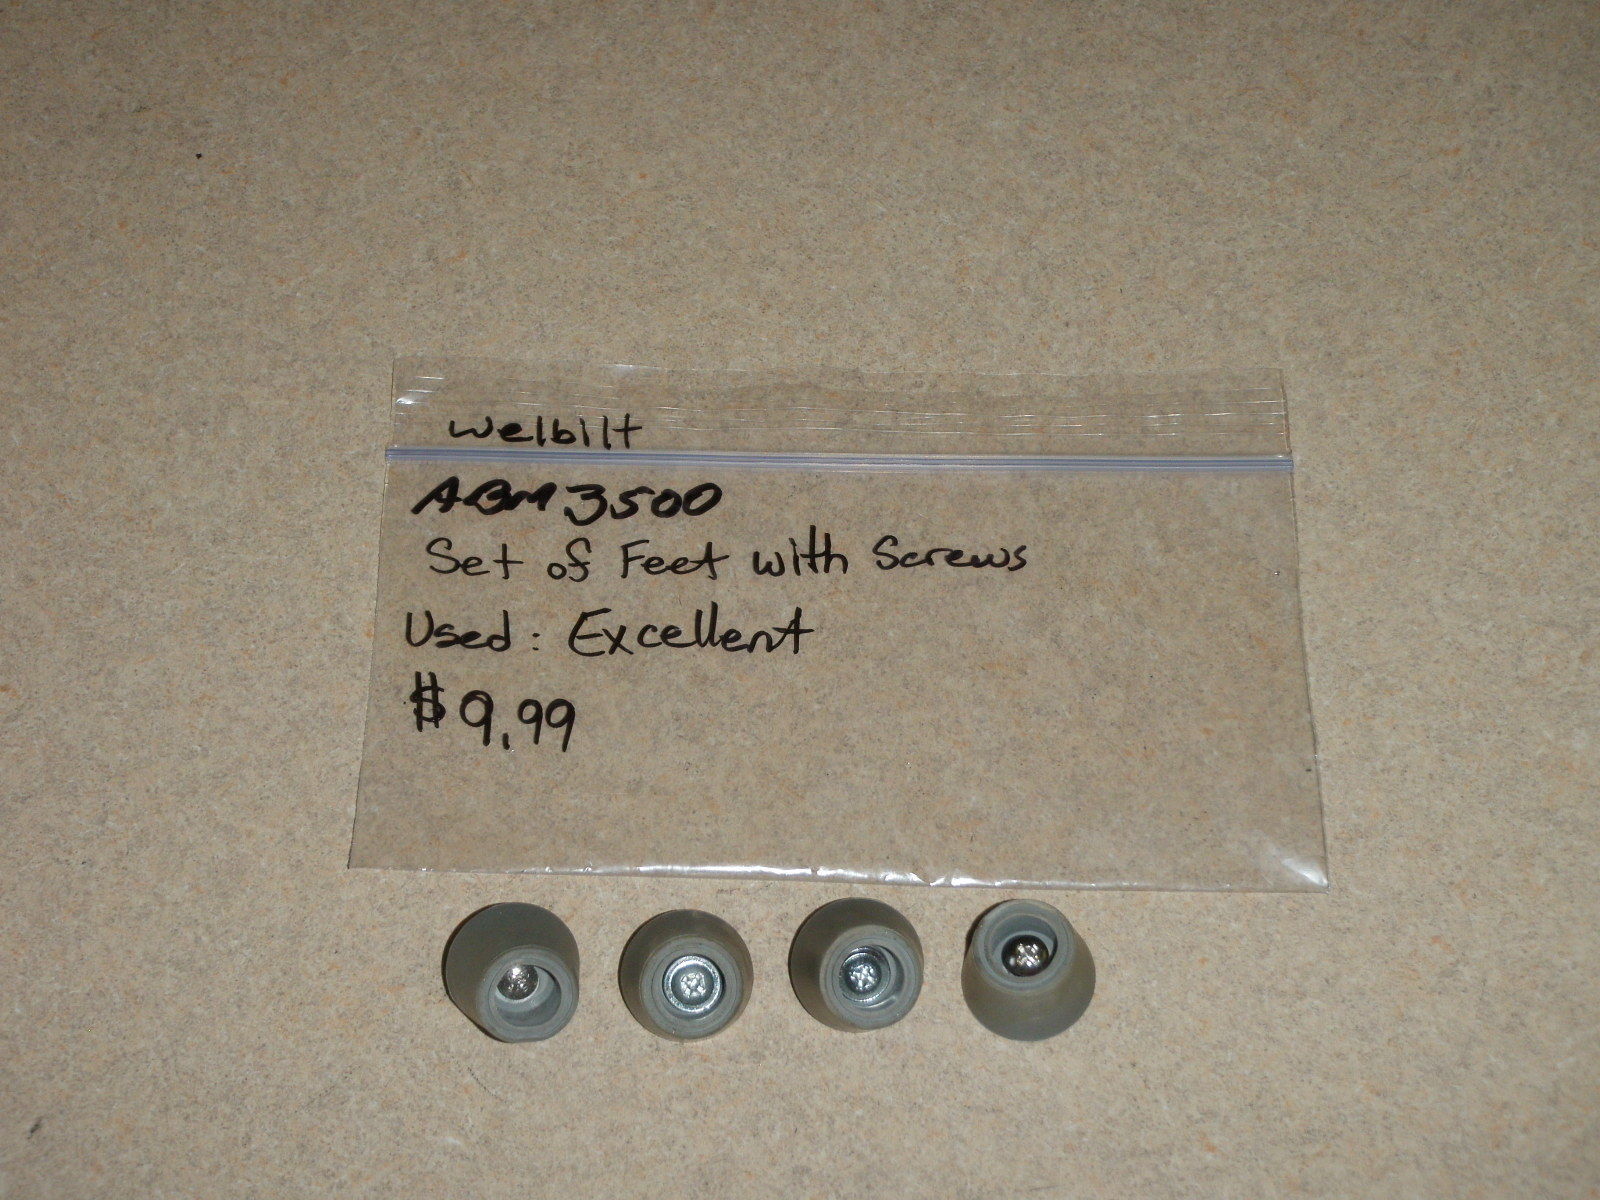 Welbilt
ABM3500
Set of Feet with Screws
Used: Excellent
$9.99